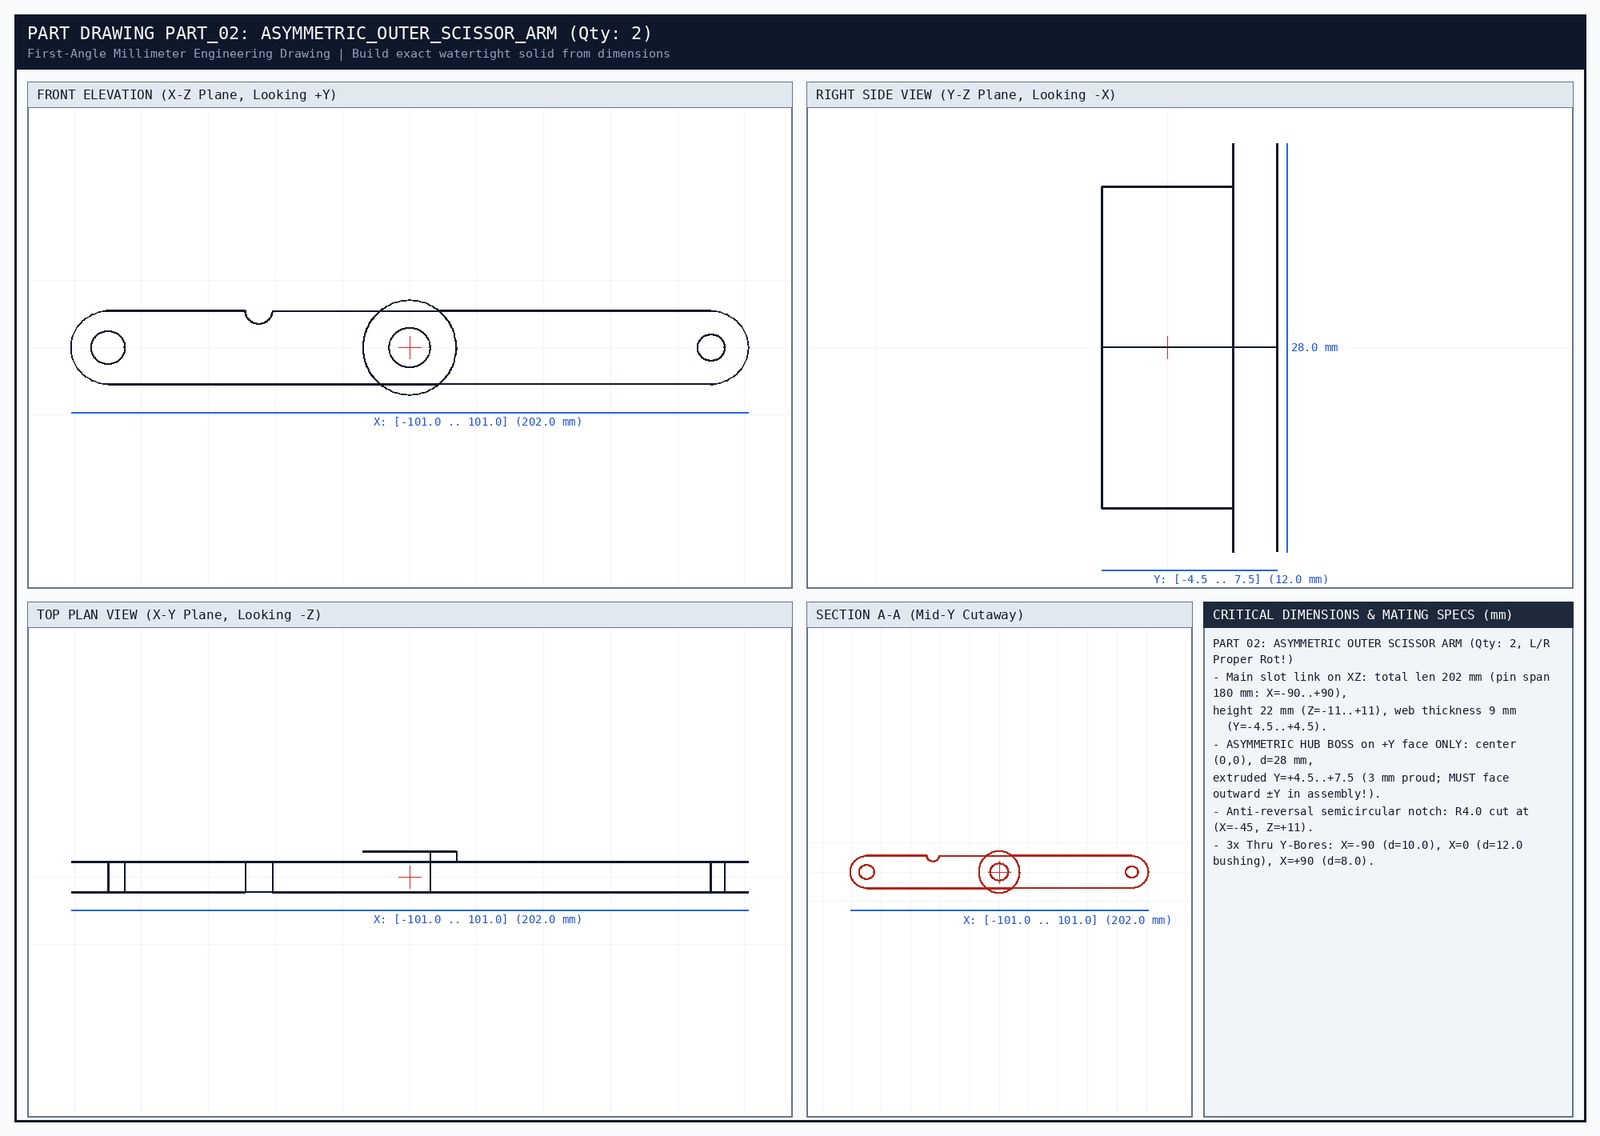 PART DRAWING PART_02: ASYMMETRIC_OUTER_SCISSOR_ARM (Qty: 2)
First-Angle Millimeter Engineering Drawing | Build exact watertight solid from dimensions
FRONT ELEVATION (X-Z Plane, Looking +Y)
X: [-101.0 .. 101.0] (202.0 mm)
RIGHT SIDE VIEW (Y-Z Plane, Looking -X)
28.0 mm
Y: [-4.5 .. 7.5] (12.0 mm)
TOP PLAN VIEW (X-Y Plane, Looking -Z)
X: [-101.0 .. 101.0] (202.0 mm)
SECTION A-A (Mid-Y Cutaway)
X: [-101.0 .. 101.0] (202.0 mm)
CRITICAL DIMENSIONS & MATING SPECS (mm)
PART 02: ASYMMETRIC OUTER SCISSOR ARM (Qty: 2, L/R
Proper Rot!)
- Main slot link on XZ: total len 202 mm (pin span
180 mm: X=-90..+90),
height 22 mm (Z=-11..+11), web thickness 9 mm
(Y=-4.5..+4.5).
- ASYMMETRIC HUB BOSS on +Y face ONLY: center
(0,0), d=28 mm,
extruded Y=+4.5..+7.5 (3 mm proud; MUST face
outward ±Y in assembly!).
- Anti-reversal semicircular notch: R4.0 cut at
(X=-45, Z=+11).
- 3x Thru Y-Bores: X=-90 (d=10.0), X=0 (d=12.0
bushing), X=+90 (d=8.0).